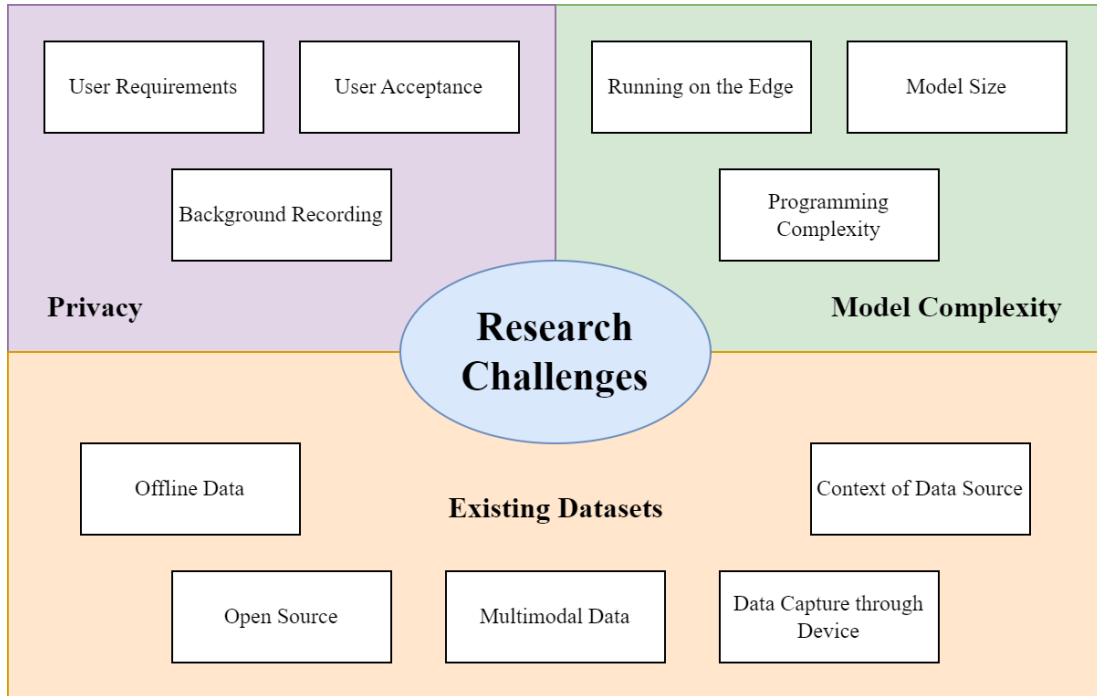 User Requirements
User Acceptance
Running on the Edge
Model Size
Background Recording
Programming
Complexity
Privacy
Model Complexity
Research
Challenges
Offline Data
Existing Datasets
Context of Data Source
Open Source
Multimodal Data
Data Capture through
Device